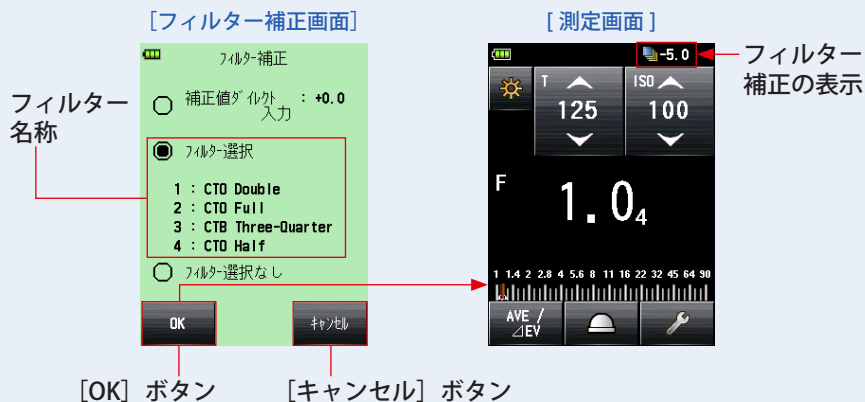 ［フィルター補正画面］
［測定画面］
ﾌｨﾙﾀｰ補正
補正値ﾀﾞｲﾚｸﾄ : +0.0
入力
ﾌｨﾙﾀｰ選択
1 : CTO Double
2 : CTO Full
3 : CTB Three-Quarter
4 : CTO Half
ﾌｨﾙﾀｰ選択なし
OK
ｷｬﾝｾﾙ
フィルター
名称
［OK］ボタン
［キャンセル］ボタン
-5.0
フィルター
補正の表示
T
125
ISO
100
F
1.04
1 1.4 2 2.8 4 5.6 8 11 16 22 32 45 64 90
AVE /
⊿EV